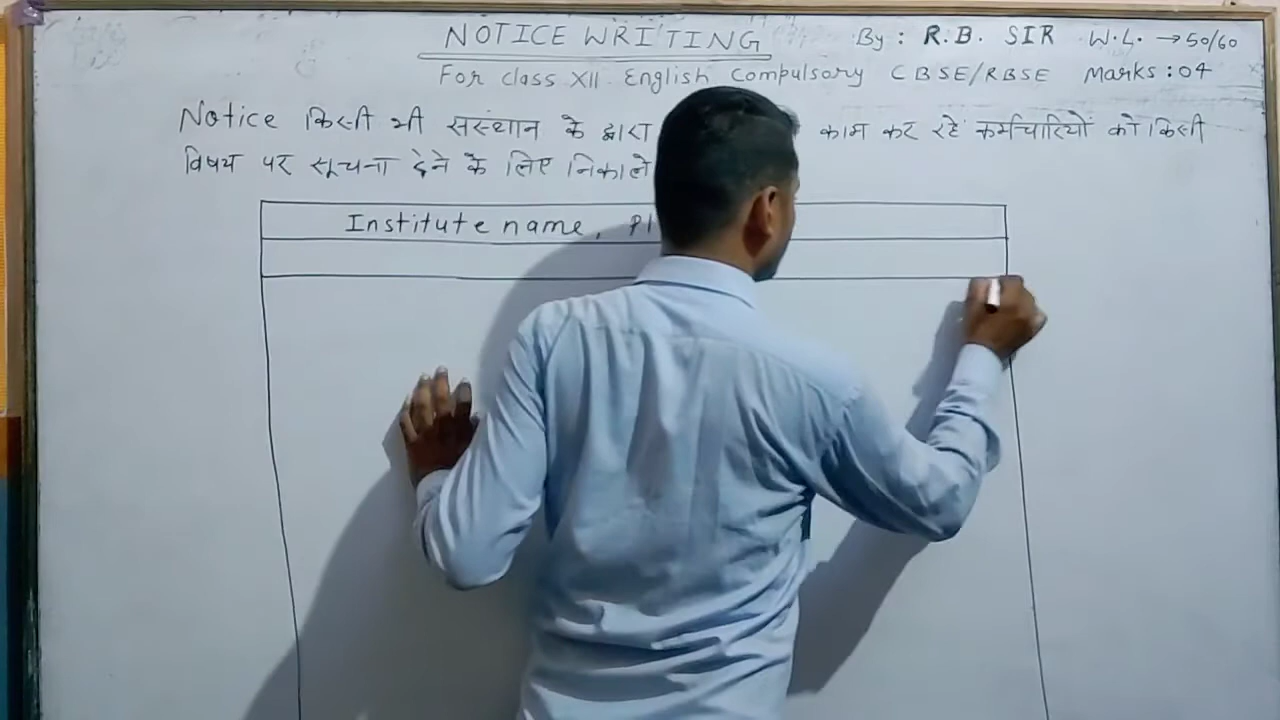 NOTICE WRITING By : R.B. SIR W.L. → 50/60
For class XII English Compulsory CBSE/RBSE Marks : 04
Notice किसी भी संस्थान के द्वारा काम कर रहे कर्मचारियों को किसी
विषय पर सूचना देने के लिए निकाले
Institute name, Pl